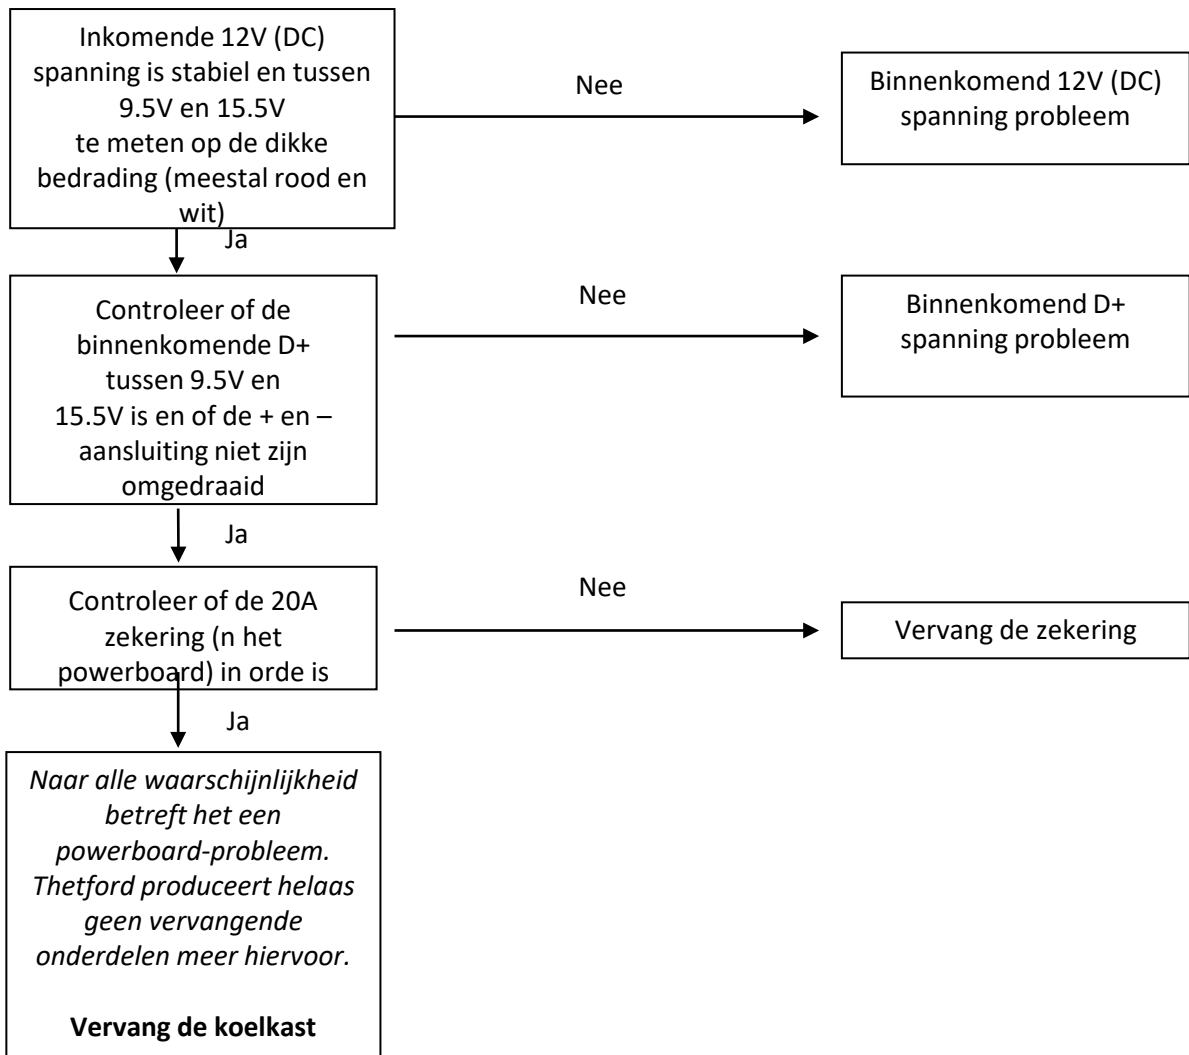 Inkomende 12V (DC)
spanning is stabiel en tussen
9.5V en 15.5V
te meten op de dikke
bedrading (meestal rood en
wit)
Nee
Binnenkomend 12V (DC)
spanning probleem
Ja
Controleer of de
binnenkomende D+
tussen 9.5V en
15.5V is en of de + en –
aansluiting niet zijn
omgedraaid
Nee
Binnenkomend D+
spanning probleem
Ja
Controleer of de 20A
zekering (n het
powerboard) in orde is
Nee
Vervang de zekering
Ja
Naar alle waarschijnlijkheid
betreft het een
powerboard-probleem.
Thetford produceert helaas
geen vervangende
onderdelen meer hiervoor.
Vervang de koelkast